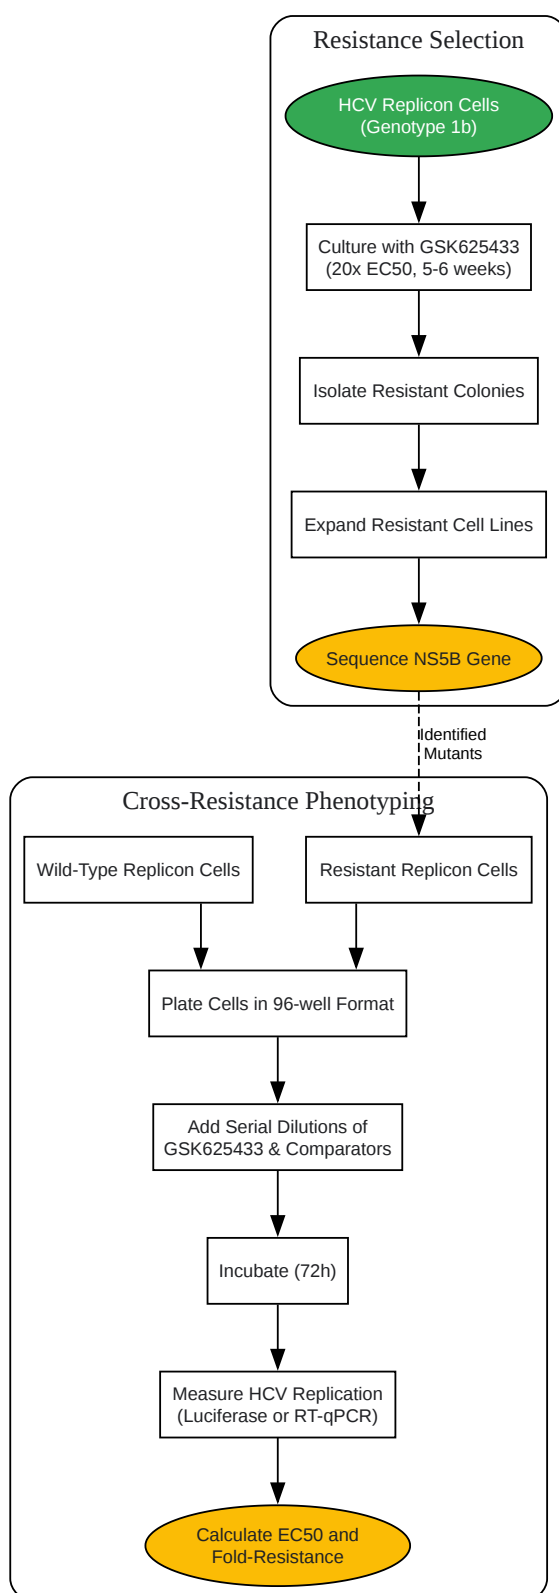 Resistance Selection
HCV Replicon Cells
(Genotype 1b)
Culture with GSK625433
(20x EC50, 5-6 weeks)
Isolate Resistant Colonies
Expand Resistant Cell Lines
Sequence NS5B Gene
Identified
Mutants
Cross-Resistance Phenotyping
Wild-Type Replicon Cells
Resistant Replicon Cells
Plate Cells in 96-well Format
Add Serial Dilutions of
GSK625433 & Comparators
Incubate (72h)
Measure HCV Replication
(Luciferase or RT-qPCR)
Calculate EC50 and
Fold-Resistance